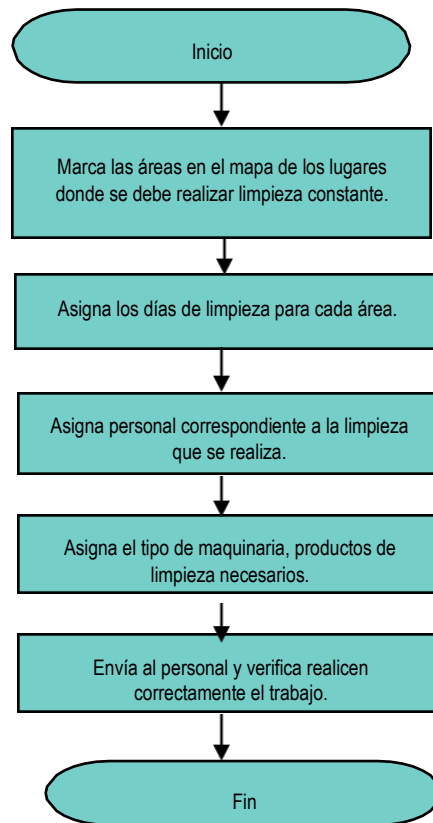 Inicio
Marca las áreas en el mapa de los lugares
donde se debe realizar limpieza constante.
Asigna los días de limpieza para cada área.
Asigna personal correspondiente a la limpieza
que se realiza.
Asigna el tipo de maquinaria, productos de
limpieza necesarios.
Envía al personal y verifica realicen
correctamente el trabajo.
Fin